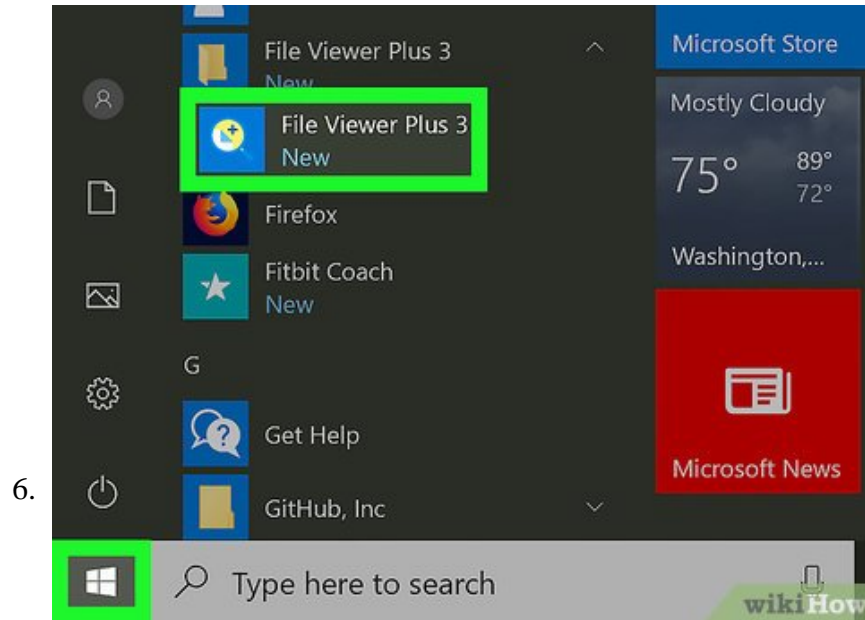 File Viewer Plus 3
New
File Viewer Plus 3
New
Firefox
Fitbit Coach
New
G
Get Help
GitHub, Inc
Microsoft Store
Mostly Cloudy
75° 89°
72°
Washington,...
Microsoft News
6.
Type here to search
wikiHow